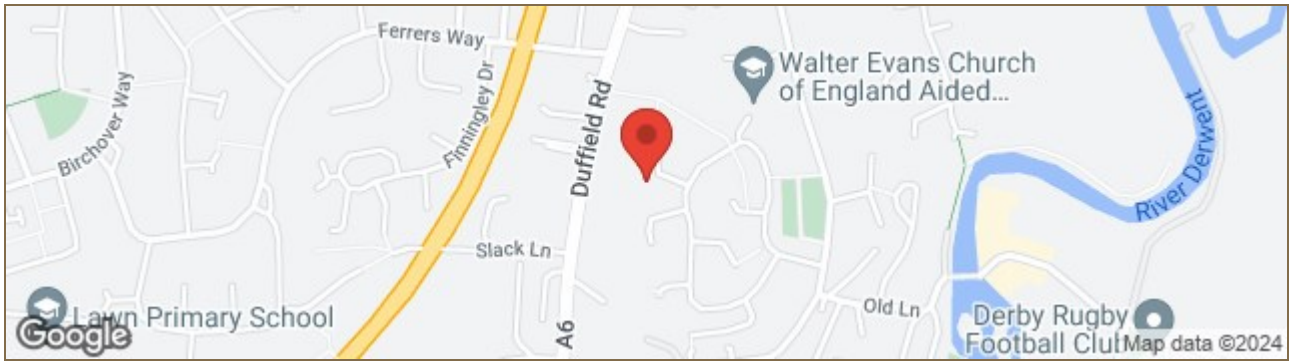 Ferrers Way
Walter Evans Church
of England Aided...
Duffield Rd
Finningley Dr
Birchover Way
River Derwent
Slack Ln
Old Ln
Lawn Primary School
Derby Rugby
Football Club
A6
Google
Map data ©2024